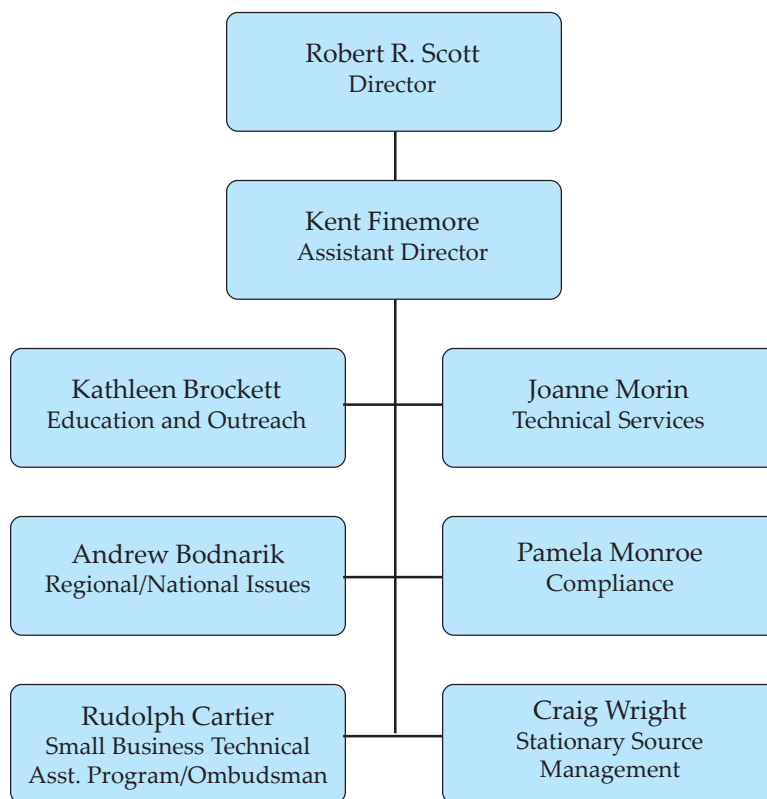 Robert R. Scott
Director
Kent Finemore
Assistant Director
Kathleen Brockett
Education and Outreach
Joanne Morin
Technical Services
Andrew Bodnarik
Regional/National Issues
Pamela Monroe
Compliance
Rudolph Cartier
Small Business Technical
Asst. Program/Ombudsman
Craig Wright
Stationary Source
Management